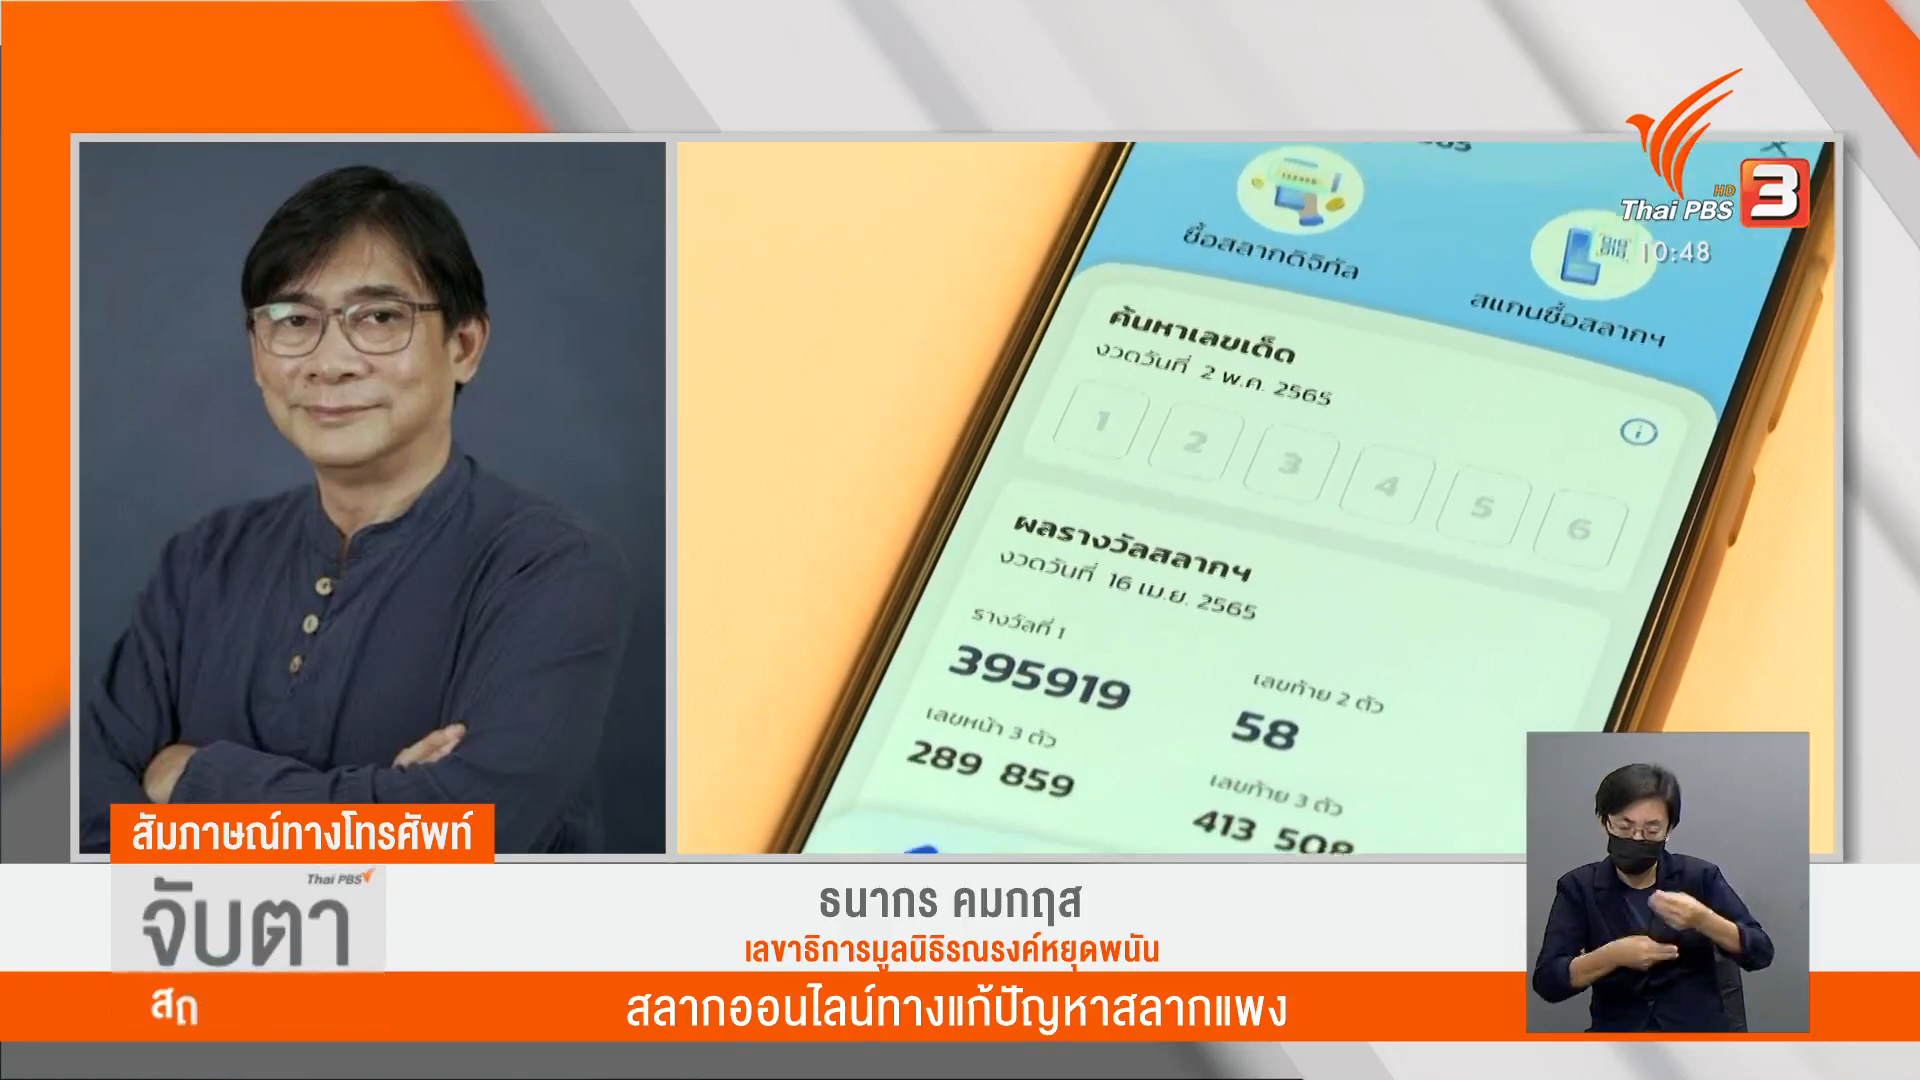 Thai PBS
HD
3
10:48
ซื้อสลากดิจิทัล
สแกนซื้อสลากฯ
ค้นหาเลขเด็ด
งวดวันที่ 2 พ.ค. 2565
1 2 3 4 5 6
ผลรางวัลสลากฯ
งวดวันที่ 16 เม.ย. 2565
รางวัลที่ 1
395919
เลขท้าย 2 ตัว
58
เลขหน้า 3 ตัว
289 859
เลขท้าย 3 ตัว
413 508
สัมภาษณ์ทางโทรศัพท์
Thai PBS
จับตา
ธนากร คมกฤส
เลขาธิการมูลนิธิรณรงค์หยุดพนัน
สถ
สลากออนไลน์ทางแก้ปัญหาสลากแพง